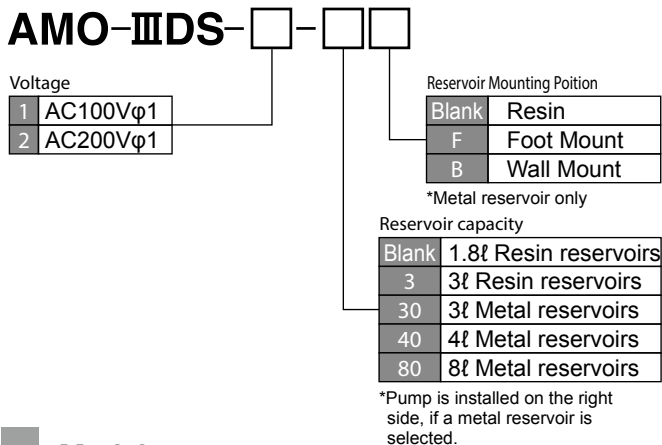 AMO-ⅢDS-□-□□
Voltage
1 AC100Vφ1
2 AC200Vφ1
Reservoir Mounting Poition
Blank Resin
F Foot Mount
B Wall Mount
*Metal reservoir only
Reservoir capacity
Blank 1.8ℓ Resin reservoirs
3 3ℓ Resin reservoirs
30 3ℓ Metal reservoirs
40 4ℓ Metal reservoirs
80 8ℓ Metal reservoirs
*Pump is installed on the right
side, if a metal reservoir is
selected.